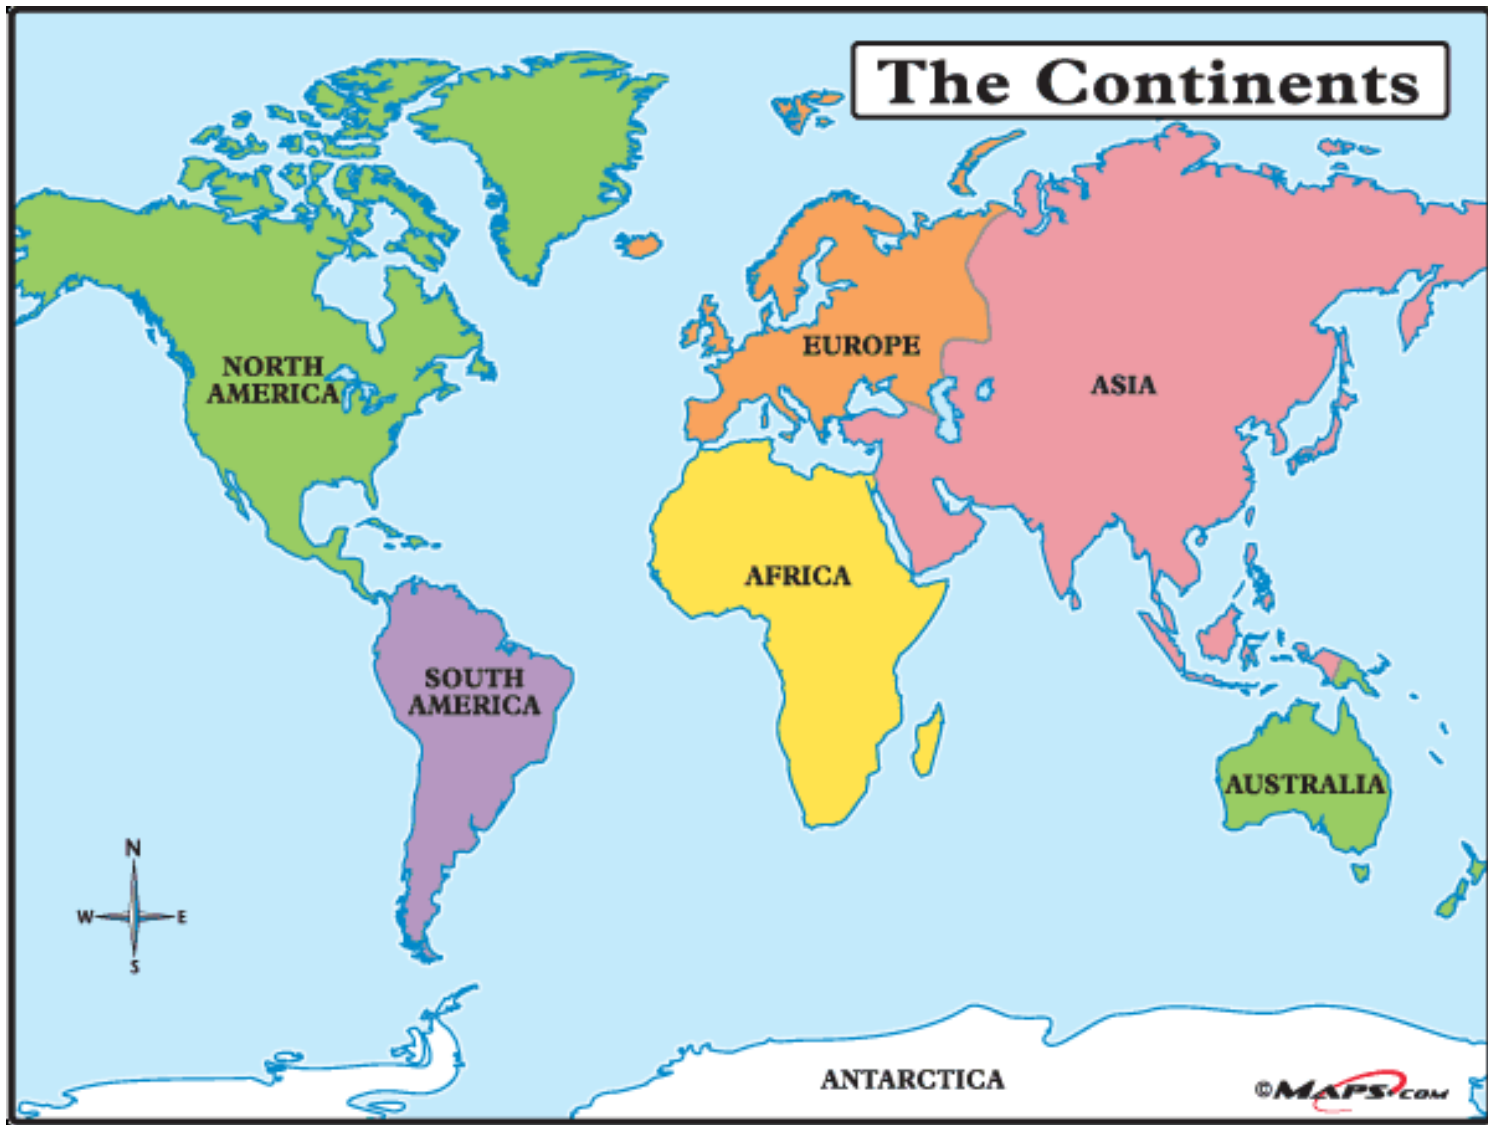 The Continents
NORTH
AMERICA
EUROPE
ASIA
AFRICA
SOUTH
AMERICA
AUSTRALIA
N
W E
S
ANTARCTICA
©MAPS.COM